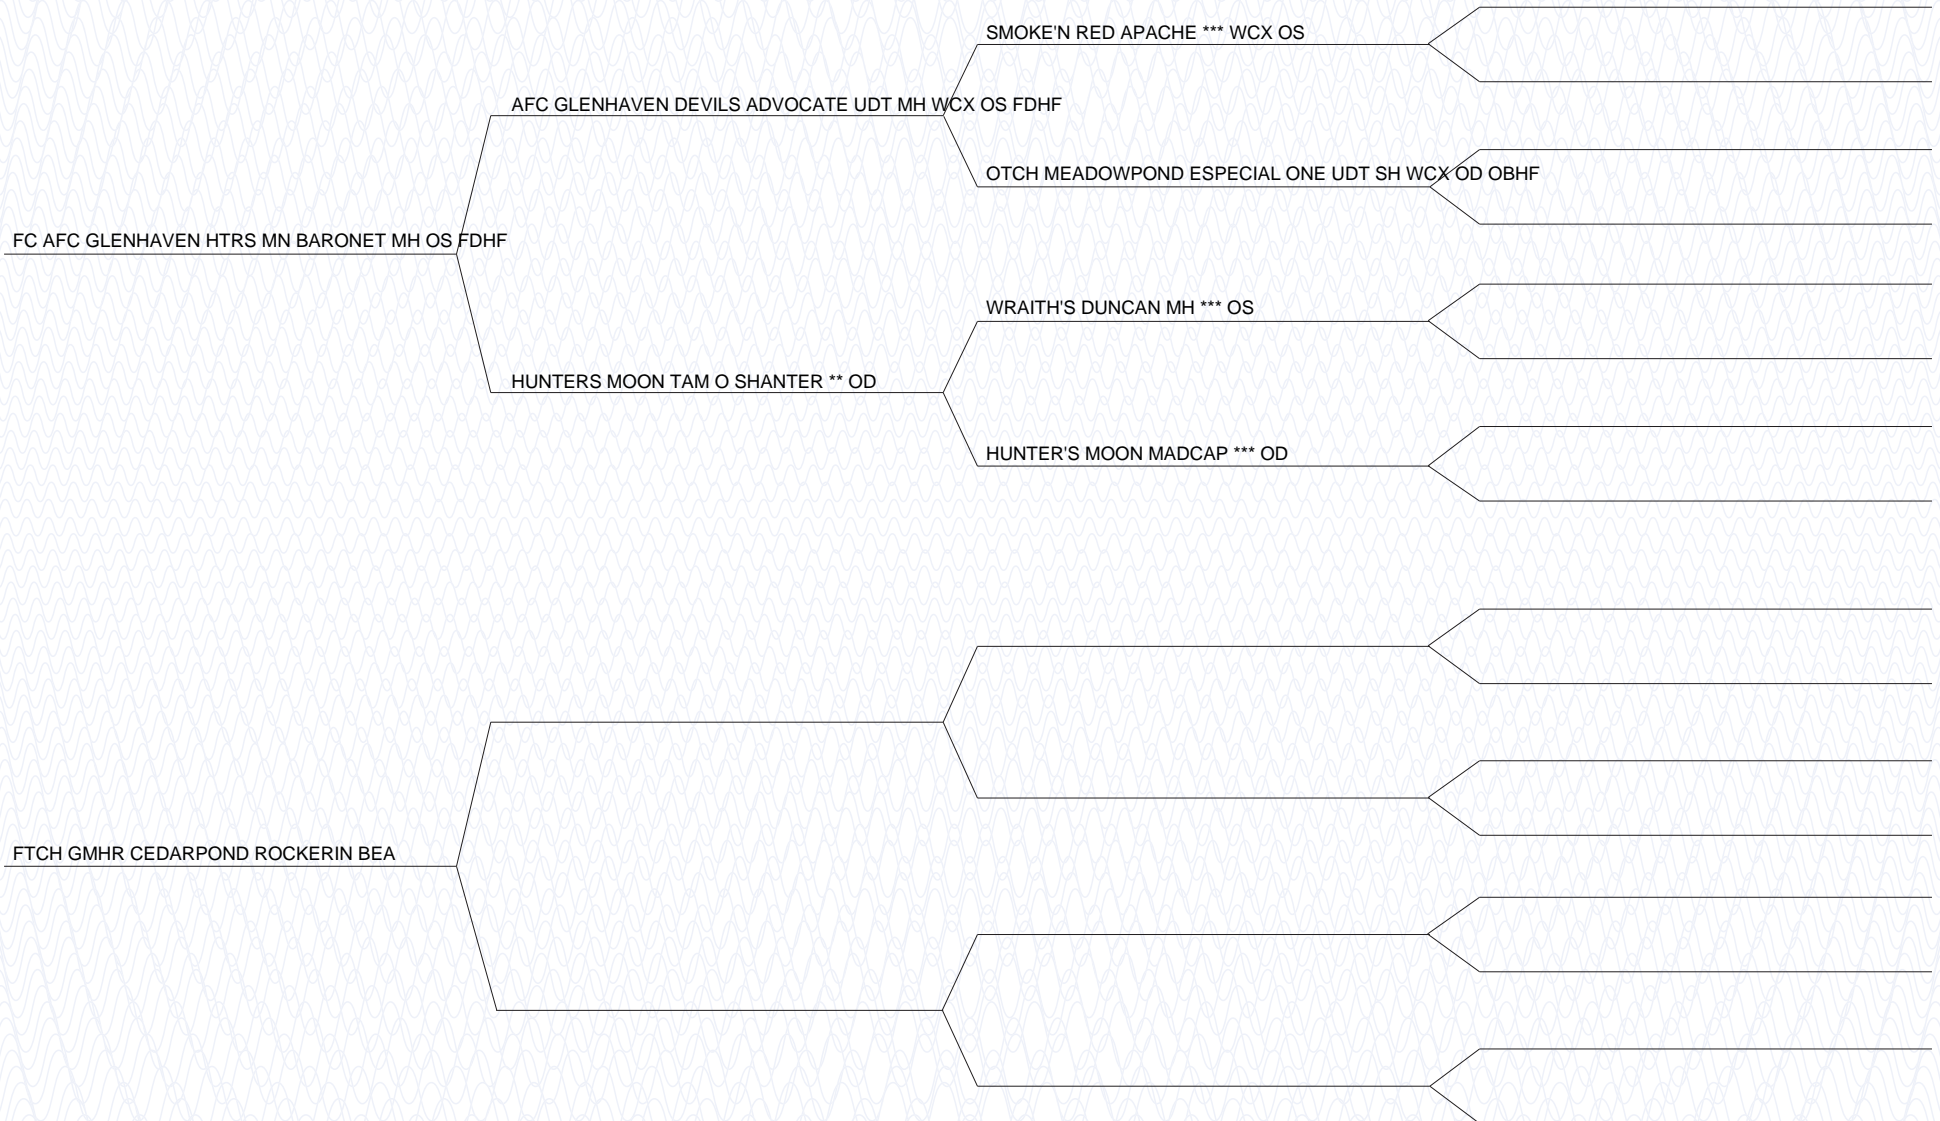 SMOKE'N RED APACHE *** WCX OS
AFC GLENHAVEN DEVILS ADVOCATE UDT MH WCX OS FDHF
OTCH MEADOWPOND ESPECIAL ONE UDT SH WCX OD OBHF
FC AFC GLENHAVEN HTRS MN BARONET MH OS FDHF
WRAITH'S DUNCAN MH *** OS
HUNTERS MOON TAM O SHANTER ** OD
HUNTER'S MOON MADCAP *** OD
FTCH GMHR CEDARPOND ROCKERIN BEA